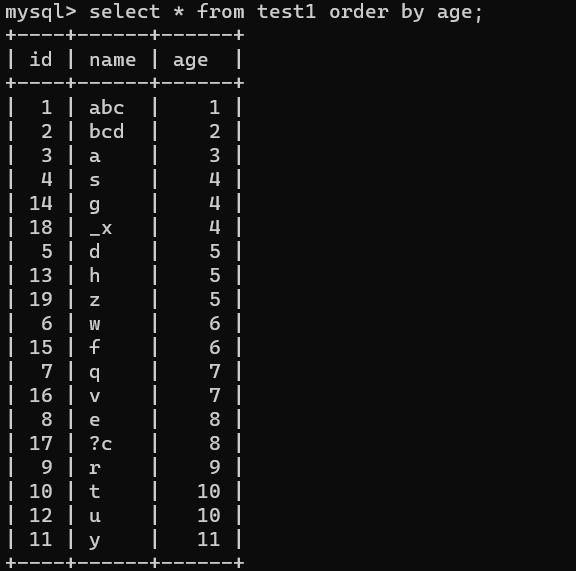 mysql> select * from test1 order by age;
+----+------+------+
| id | name | age  |
+----+------+------+
|  1 | abc  |    1 |
|  2 | bcd  |    2 |
|  3 | a    |    3 |
|  4 | s    |    4 |
| 14 | g    |    4 |
| 18 | _x   |    4 |
|  5 | d    |    5 |
| 13 | h    |    5 |
| 19 | z    |    5 |
|  6 | w    |    6 |
| 15 | f    |    6 |
|  7 | q    |    7 |
| 16 | v    |    7 |
|  8 | e    |    8 |
| 17 | ?c   |    8 |
|  9 | r    |    9 |
| 10 | t    |   10 |
| 12 | u    |   10 |
| 11 | y    |   11 |
+----+------+------+